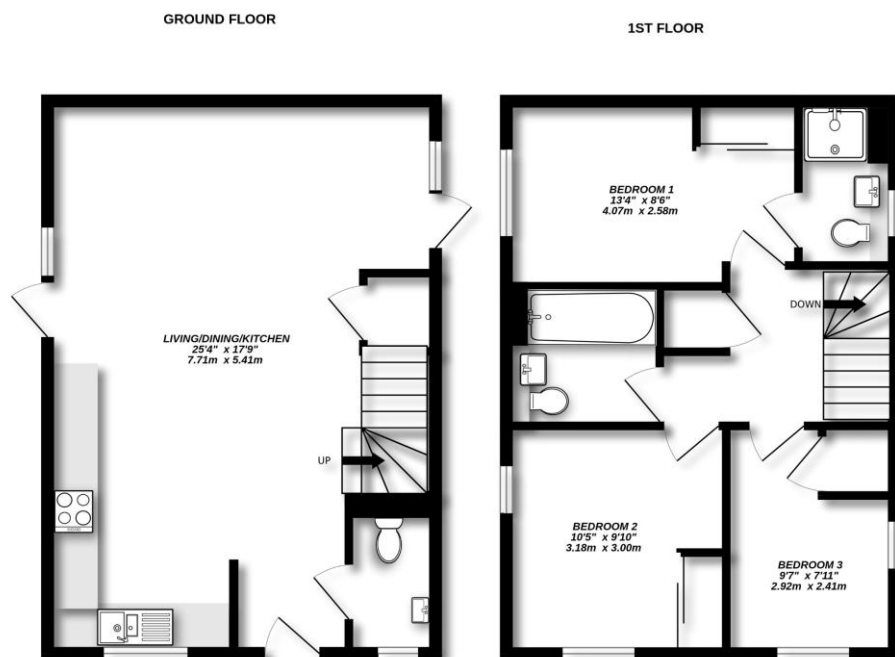 GROUND FLOOR
1ST FLOOR
LIVING/DINING/KITCHEN
25'4" x 17'9"
7.71m x 5.41m
UP
BEDROOM 1
13'4" x 8'6"
4.07m x 2.58m
DOWN
BEDROOM 2
10'5" x 9'10"
3.18m x 3.00m
BEDROOM 3
9'7" x 7'11"
2.92m x 2.41m